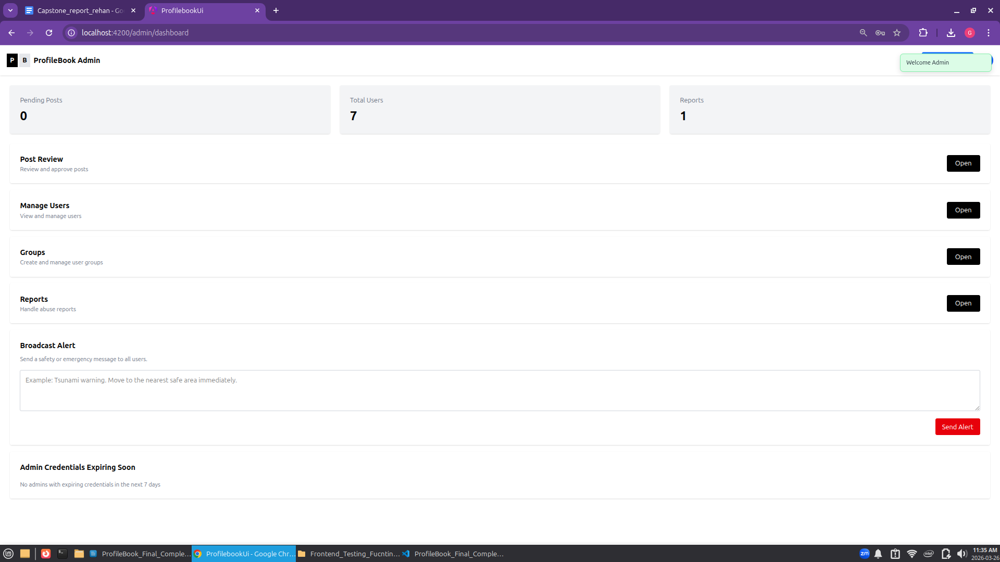 Capstone_report_rehan - Go
ProfilebookUi
localhost:4200/admin/dashboard
G
P B ProfileBook Admin
Welcome Admin
Pending Posts
0
Total Users
7
Reports
1
Post Review
Review and approve posts
Open
Manage Users
View and manage users
Open
Groups
Create and manage user groups
Open
Reports
Handle abuse reports
Open
Broadcast Alert
Send a safety or emergency message to all users.
Example: Tsunami warning. Move to the nearest safe area immediately.
Send Alert
Admin Credentials Expiring Soon
No admins with expiring credentials in the next 7 days
ProfileBook_Final_Comple...
ProfilebookUi - Google Chr...
Frontend_Testing_Fucntin...
ProfileBook_Final_Comple...
zm
intel
11:35 AM
2026-03-26